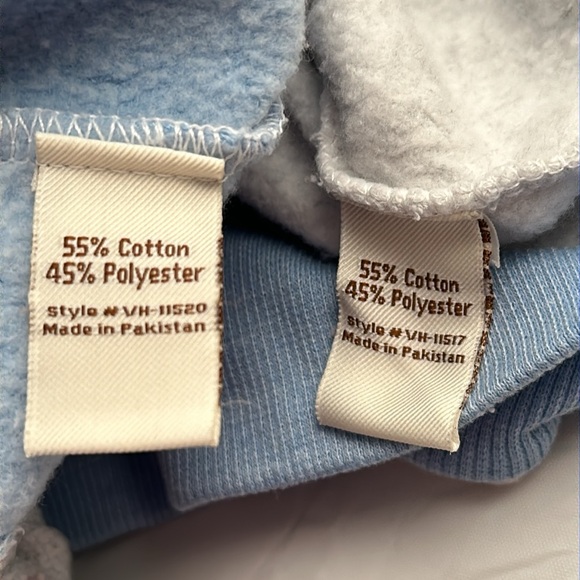 55% Cotton
45% Polyester
Style # VH-11520
Made in Pakistan
55% Cotton
45% Polyester
Style # VH-11517
Made in Pakistan